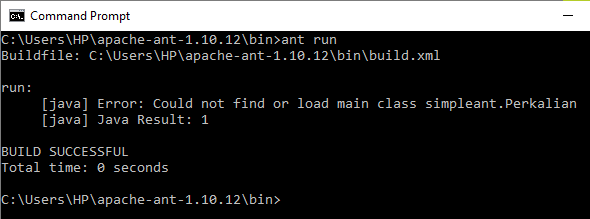 Command Prompt
C:\Users\HP\apache-ant-1.10.12\bin>ant run
Buildfile: C:\Users\HP\apache-ant-1.10.12\bin\build.xml
run:
[java] Error: Could not find or load main class simpleant.Perkalian
[java] Java Result: 1
BUILD SUCCESSFUL
Total time: 0 seconds
C:\Users\HP\apache-ant-1.10.12\bin>